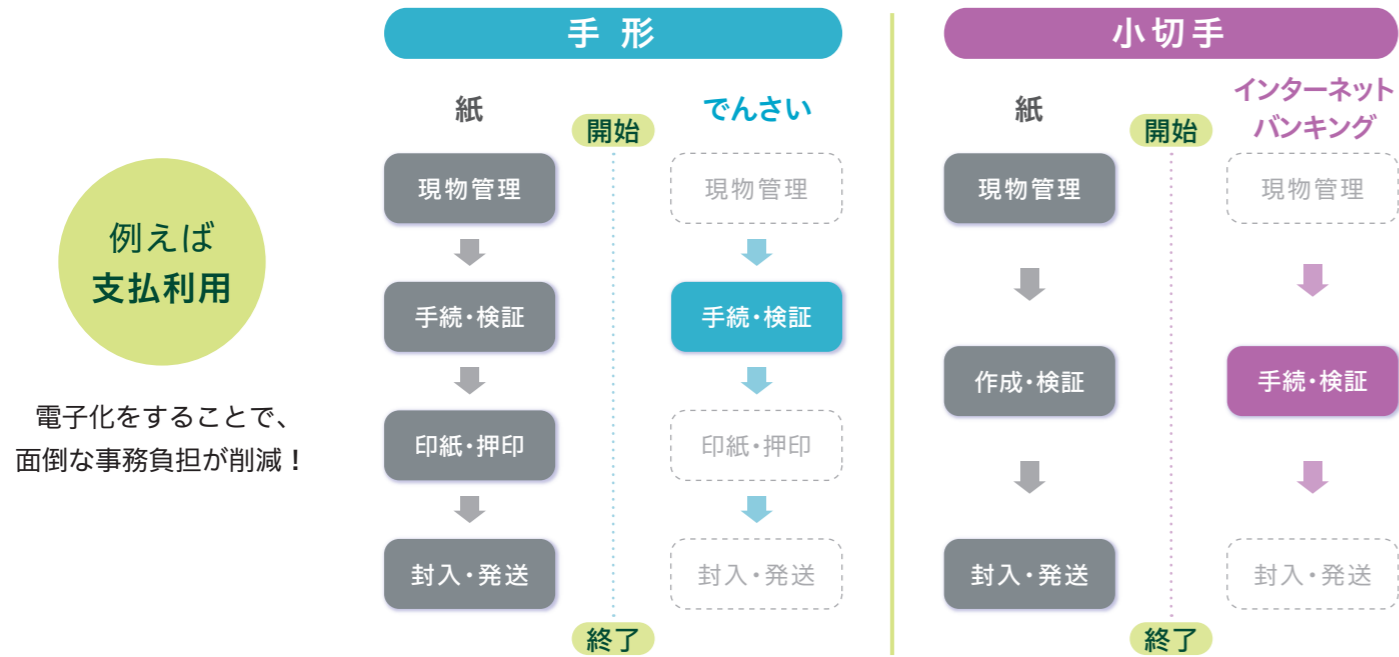 例えば
支払利用
電子化をすることで、
面倒な事務負担が削減！
手形
紙
でんさい
開始
現物管理
現物管理
手続・検証
手続・検証
印紙・押印
印紙・押印
封入・発送
封入・発送
終了
小切手
紙
インターネット
バンキング
開始
現物管理
現物管理
作成・検証
手続・検証
封入・発送
封入・発送
終了